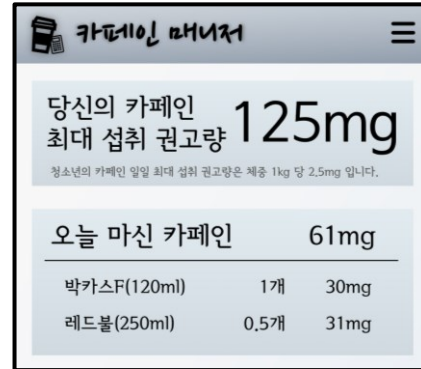 카페인 매니저
당신의 카페인
최대 섭취 권고량 125mg
청소년의 카페인 일일 최대 섭취 권고량은 체중 1kg 당 2.5mg 입니다.
오늘 마신 카페인 61mg
박카스F(120ml) 1개 30mg
레드불(250ml) 0.5개 31mg